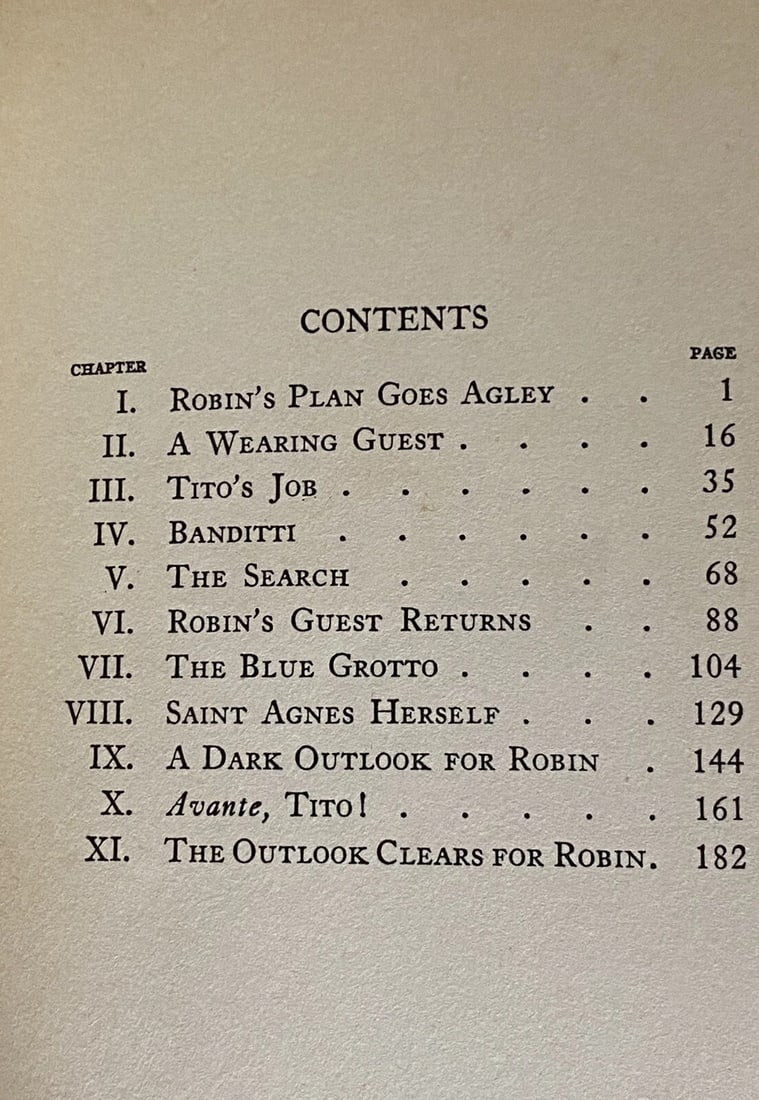 CONTENTS
CHAPTER PAGE
I. ROBIN'S PLAN GOES AGLEY . . 1
II. A WEARING GUEST . . . . 16
III. TITO'S JOB . . . . . . 35
IV. BANDITTI . . . . . . 52
V. THE SEARCH . . . . . 68
VI. ROBIN'S GUEST RETURNS . . 88
VII. THE BLUE GROTTO . . . . 104
VIII. SAINT AGNES HERSELF . . . 129
IX. A DARK OUTLOOK FOR ROBIN . 144
X. Avante, TITO! . . . . . 161
XI. THE OUTLOOK CLEARS FOR ROBIN. 182